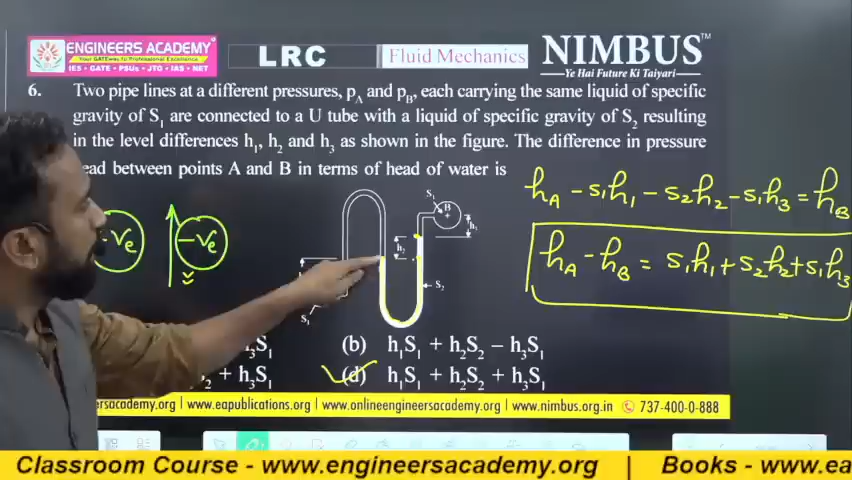 ENGINEERS ACADEMY
Your GATEway to Professional Excellence
IES • GATE • PSUs • JTO • IAS • NET
LRC
Fluid Mechanics
NIMBUS™
Ye Hai Future Ki Taiyari
6. Two pipe lines at a different pressures, pA and pB, each carrying the same liquid of specific
gravity of S1 are connected to a U tube with a liquid of specific gravity of S2 resulting
in the level differences h1, h2 and h3 as shown in the figure. The difference in pressure
ead between points A and B in terms of head of water is
hA - s1h1 - s2h2 - s1h3 = hB
hA - hB = s1h1 + s2h2 + s1h3
-ve
-ve
S1
B
h3
h2
S2
S1
h3S1
(b) h1S1 + h2S2 − h3S1
2 + h3S1
(d) h1S1 + h2S2 + h3S1
ersacademy.org | www.eapublications.org | www.onlineengineersacademy.org | www.nimbus.org.in 737-400-0-888
Classroom Course - www.engineersacademy.org | Books - www.ea